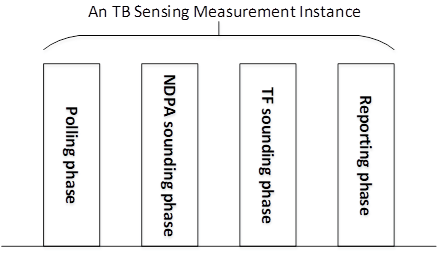 An TB Sensing Measurement Instance
Polling phase
NDPA sounding phase
TF sounding phase
Reporting phase